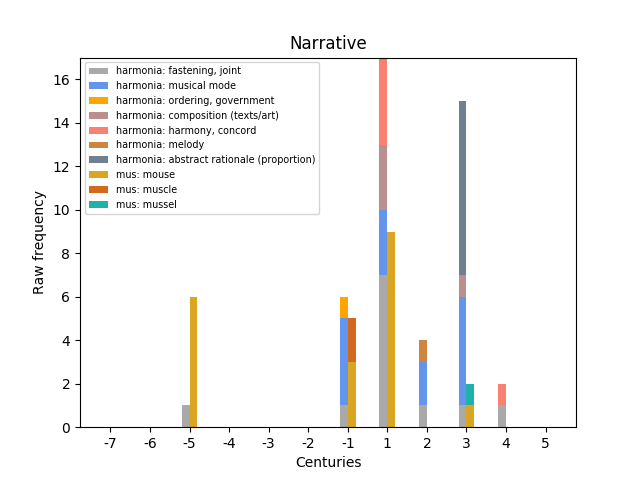 Narrative
harmonia: fastening, joint
harmonia: musical mode
harmonia: ordering, government
harmonia: composition (texts/art)
harmonia: harmony, concord
harmonia: melody
harmonia: abstract rationale (proportion)
mus: mouse
mus: muscle
mus: mussel
16
14
12
10
8
6
4
2
0
Raw frequency
-7 -6 -5 -4 -3 -2 -1 1 2 3 4 5
Centuries